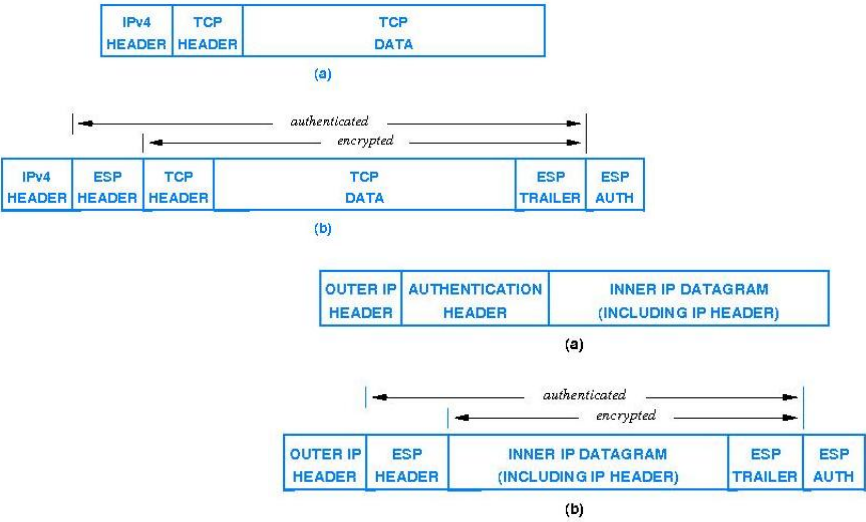 IPv4 TCP TCP
HEADER HEADER DATA
(a)
authenticated
encrypted
IPv4 ESP TCP TCP ESP ESP
HEADER HEADER HEADER DATA TRAILER AUTH
(b)
OUTER IP AUTHENTICATION INNER IP DATAGRAM
HEADER HEADER (INCLUDING IP HEADER)
(a)
authenticated
encrypted
OUTER IP ESP INNER IP DATAGRAM ESP ESP
HEADER HEADER (INCLUDING IP HEADER) TRAILER AUTH
(b)